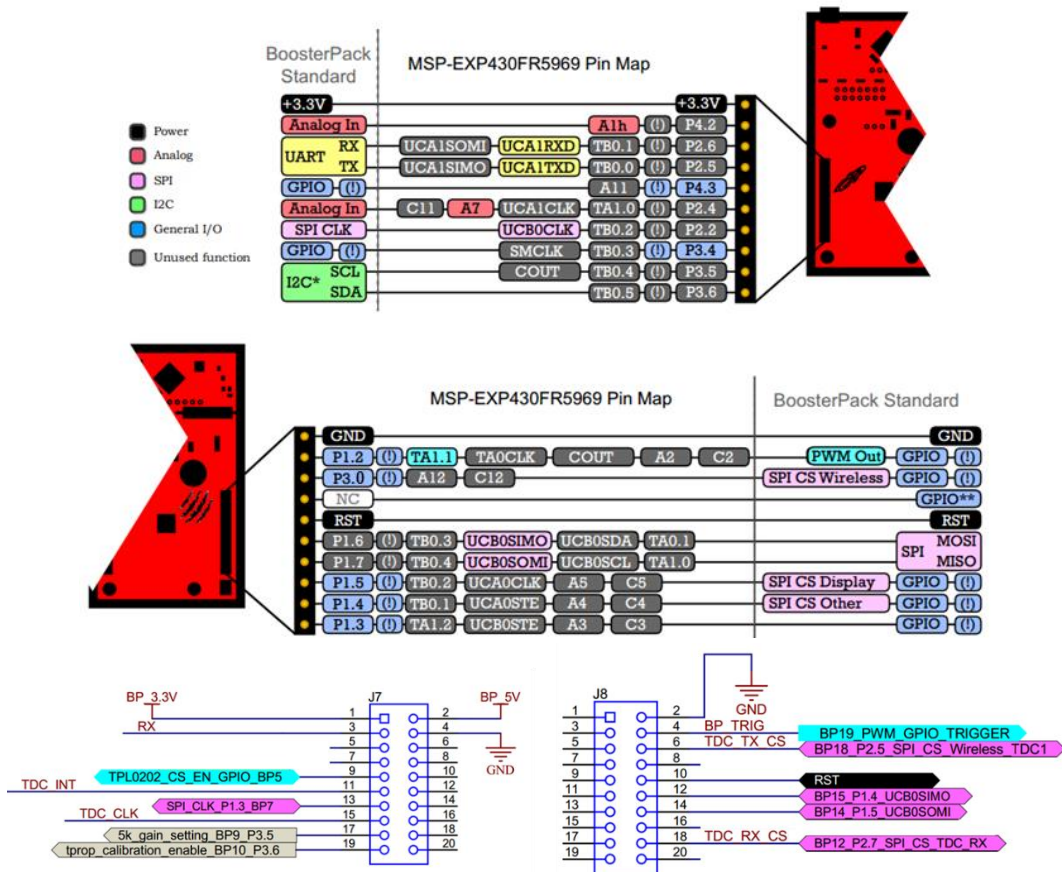 BoosterPack
Standard
MSP-EXP430FR5969 Pin Map
Power
Analog
SPI
I2C
General I/O
Unused function
+3.3V +3.3V
Analog In A1h (!) P4.2
UART RX UCA1SOMI UCA1RXD TB0.1 (!) P2.6
TX UCA1SIMO UCA1TXD TB0.0 (!) P2.5
GPIO (!) A11 (!) P4.3
Analog In C11 A7 UCA1CLK TA1.0 (!) P2.4
SPI CLK UCB0CLK TB0.2 (!) P2.2
GPIO (!) SMCLK TB0.3 (!) P3.4
I2C* SCL COUT TB0.4 (!) P3.5
SDA TB0.5 (!) P3.6
MSP-EXP430FR5969 Pin Map
BoosterPack Standard
GND GND
P1.2 (!) TA1.1 TA0CLK COUT A2 C2 PWM Out GPIO (!)
P3.0 (!) A12 C12 SPI CS Wireless GPIO (!)
NC GPIO**
RST RST
P1.6 (!) TB0.3 UCB0SIMO UCB0SDA TA0.1 SPI MOSI
P1.7 (!) TB0.4 UCB0SOMI UCB0SCL TA1.0 MISO
P1.5 (!) TB0.2 UCA0CLK A5 C5 SPI CS Display GPIO (!)
P1.4 (!) TB0.1 UCA0STE A4 C4 SPI CS Other GPIO (!)
P1.3 (!) TA1.2 UCB0STE A3 C3 GPIO (!)
J7
BP_3.3V 1 2 BP_5V
RX 3 4
5 6
7 8 GND
TPL0202_CS_EN_GPIO_BP5 9 10
TDC_INT 11 12
SPI_CLK_P1.3_BP7 13 14
TDC_CLK 15 16
5k_gain_setting_BP9_P3.5 17 18
tprop_calibration_enable_BP10_P3.6 19 20
J8
1 2 GND
3 4 BP_TRIG BP19_PWM_GPIO_TRIGGER
5 6 TDC_TX_CS BP18_P2.5_SPI_CS_Wireless_TDC1
7 8
9 10 RST
11 12 BP15_P1.4_UCB0SIMO
13 14 BP14_P1.5_UCB0SOMI
15 16
17 18 TDC_RX_CS BP12_P2.7_SPI_CS_TDC_RX
19 20